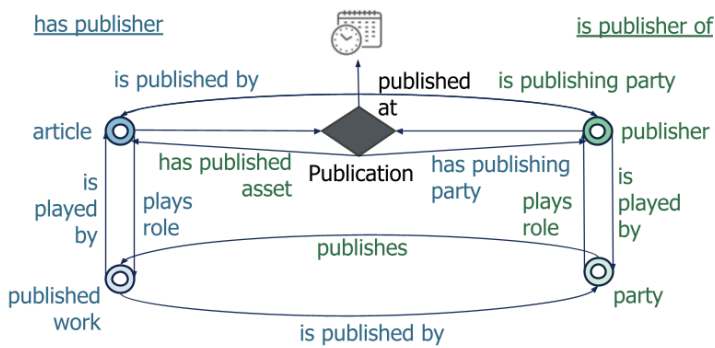 has publisher
is publisher of
is published by
published
at
is publishing party
article
publisher
has published
asset
Publication
has publishing
party
is
played
by
plays
role
plays
role
is
played
by
publishes
published
work
party
is published by